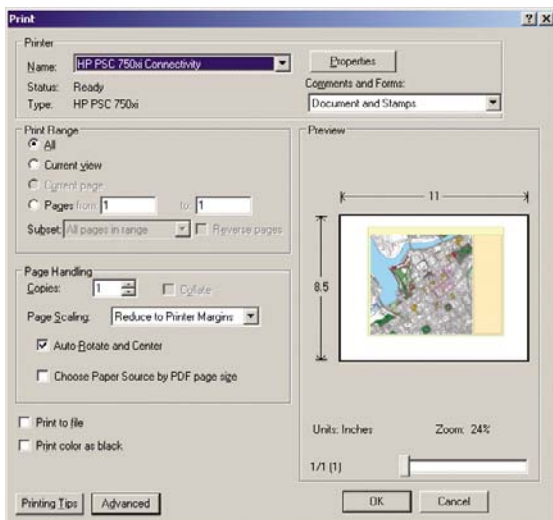 Print
Printer
Name: HP PSC 750xi Connectivity
Properties
Status: Ready
Comments and Forms:
Type: HP PSC 750xi
Document and Stamps
Print Range
All
Current view
Current page
Pages from: 1 to: 1
Subset: All pages in range Reverse pages
Preview
11
8.5
Page Handling
Copies: 1 Collate
Page Scaling: Reduce to Printer Margins
Auto-Rotate and Center
Choose Paper Source by PDF page size
Print to file
Print color as black
Units: Inches Zoom: 24%
1/1 (1)
Printing Tips Advanced
OK Cancel